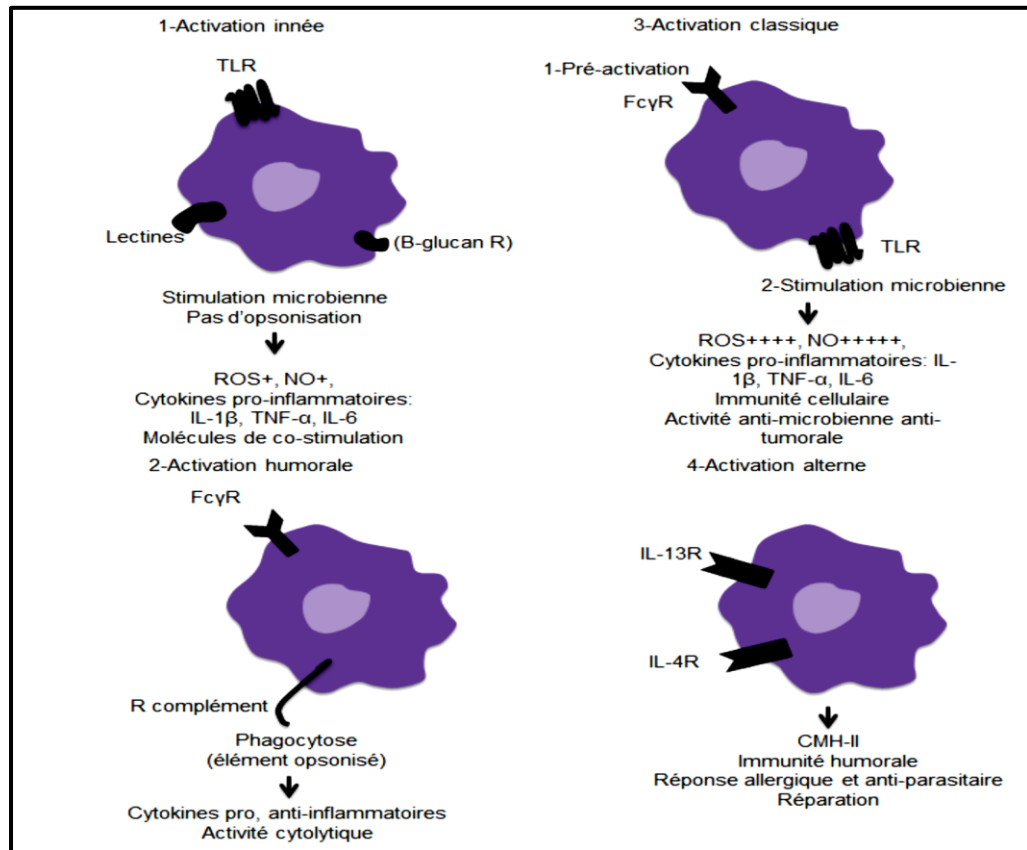 1-Activation innée
TLR
Lectines
(B-glucan R)
Stimulation microbienne
Pas d'opsonisation
ROS+, NO+,
Cytokines pro-inflammatoires:
IL-1β, TNF-α, IL-6
Molécules de co-stimulation
2-Activation humorale
FcγR
R complément
Phagocytose
(élément opsonisé)
Cytokines pro, anti-inflammatoires
Activité cytolytique
3-Activation classique
1-Pré-activation
FcγR
TLR
2-Stimulation microbienne
ROS++++, NO+++++,
Cytokines pro-inflammatoires: IL-
1β, TNF-α, IL-6
Immunité cellulaire
Activité anti-microbienne anti-
tumorale
4-Activation alterne
IL-13R
IL-4R
CMH-II
Immunité humorale
Réponse allergique et anti-parasitaire
Réparation